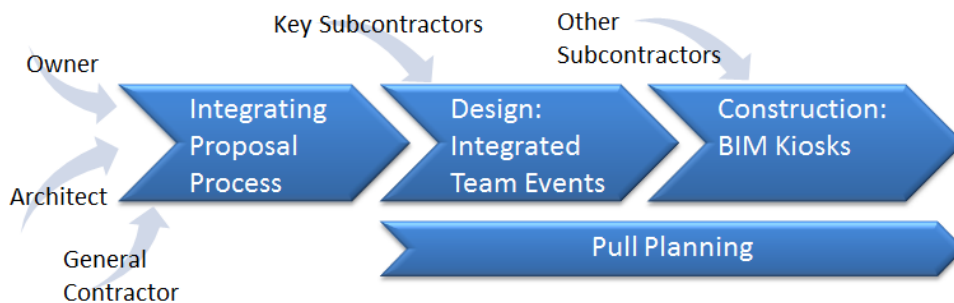 Key Subcontractors
Other
Subcontractors
Owner
Integrating
Proposal
Process
Design:
Integrated
Team Events
Construction:
BIM Kiosks
Architect
General
Contractor
Pull Planning